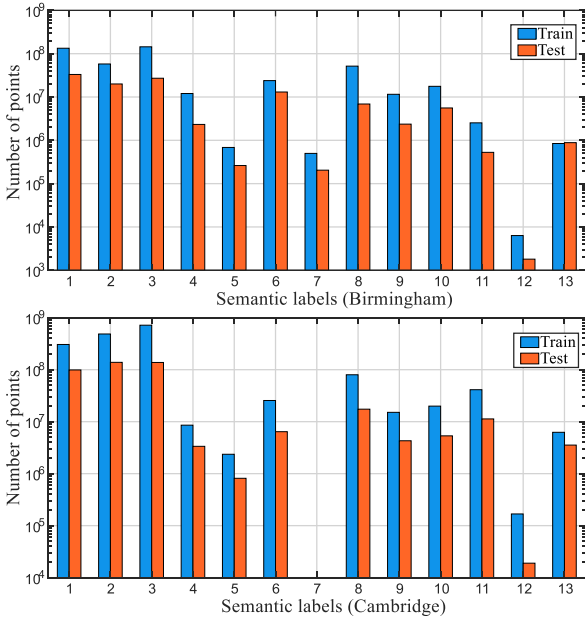 10^9
10^8
10^7
10^6
10^5
10^4
10^3
Number of points
Train
Test
1 2 3 4 5 6 7 8 9 10 11 12 13
Semantic labels (Birmingham)
10^9
10^8
10^7
10^6
10^5
10^4
Number of points
Train
Test
1 2 3 4 5 6 7 8 9 10 11 12 13
Semantic labels (Cambridge)